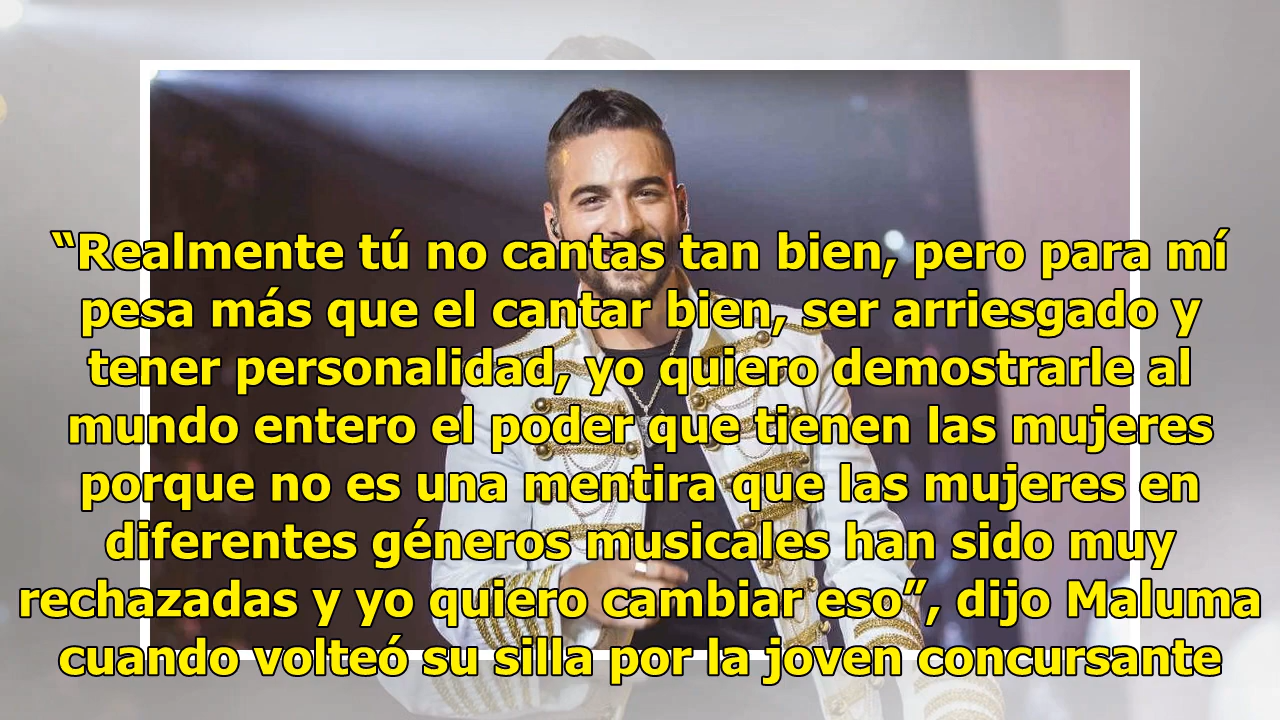 “Realmente tú no cantas tan bien, pero para mí
pesa más que el cantar bien, ser arriesgado y
tener personalidad, yo quiero demostrarle al
mundo entero el poder que tienen las mujeres
porque no es una mentira que las mujeres en
diferentes géneros musicales han sido muy
rechazadas y yo quiero cambiar eso”, dijo Maluma
cuando volteó su silla por la joven concursante